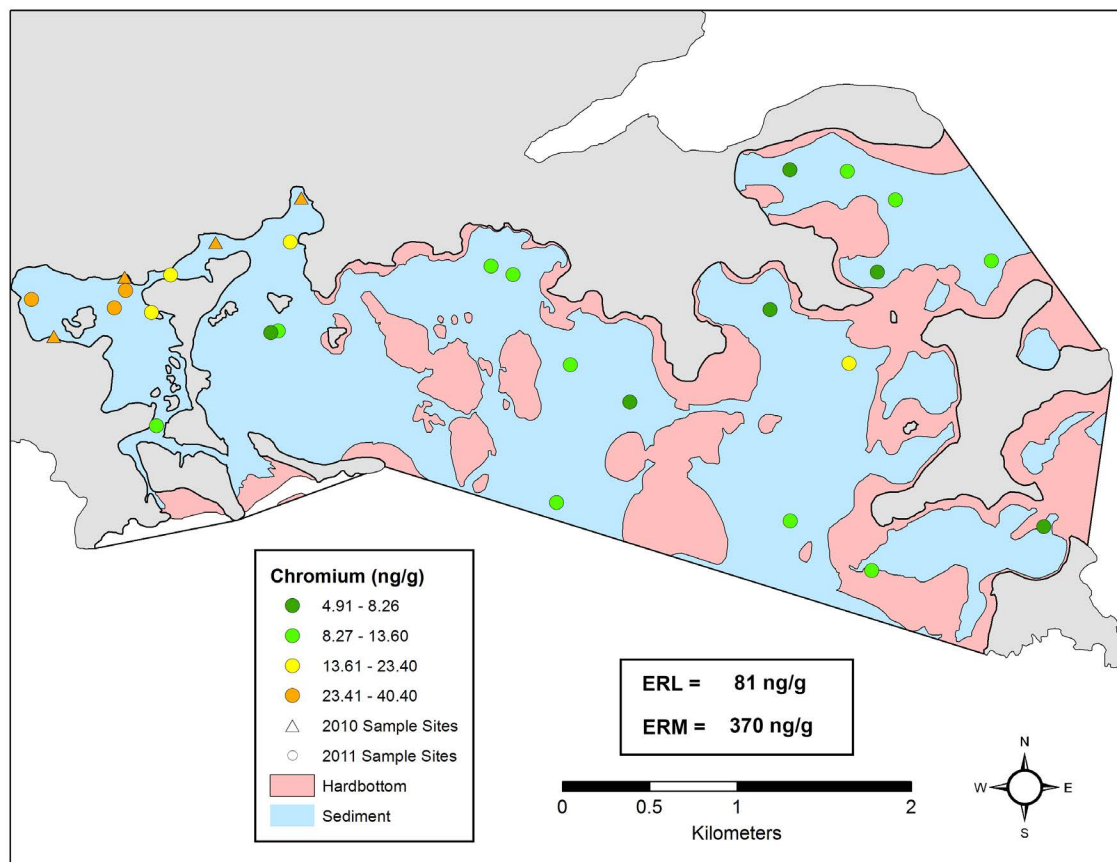 Chromium (ng/g)
4.91 - 8.26
8.27 - 13.60
13.61 - 23.40
23.41 - 40.40
2010 Sample Sites
2011 Sample Sites
Hardbottom
Sediment
ERL = 81 ng/g
ERM = 370 ng/g
0 0.5 1 2
Kilometers
N
W E
S